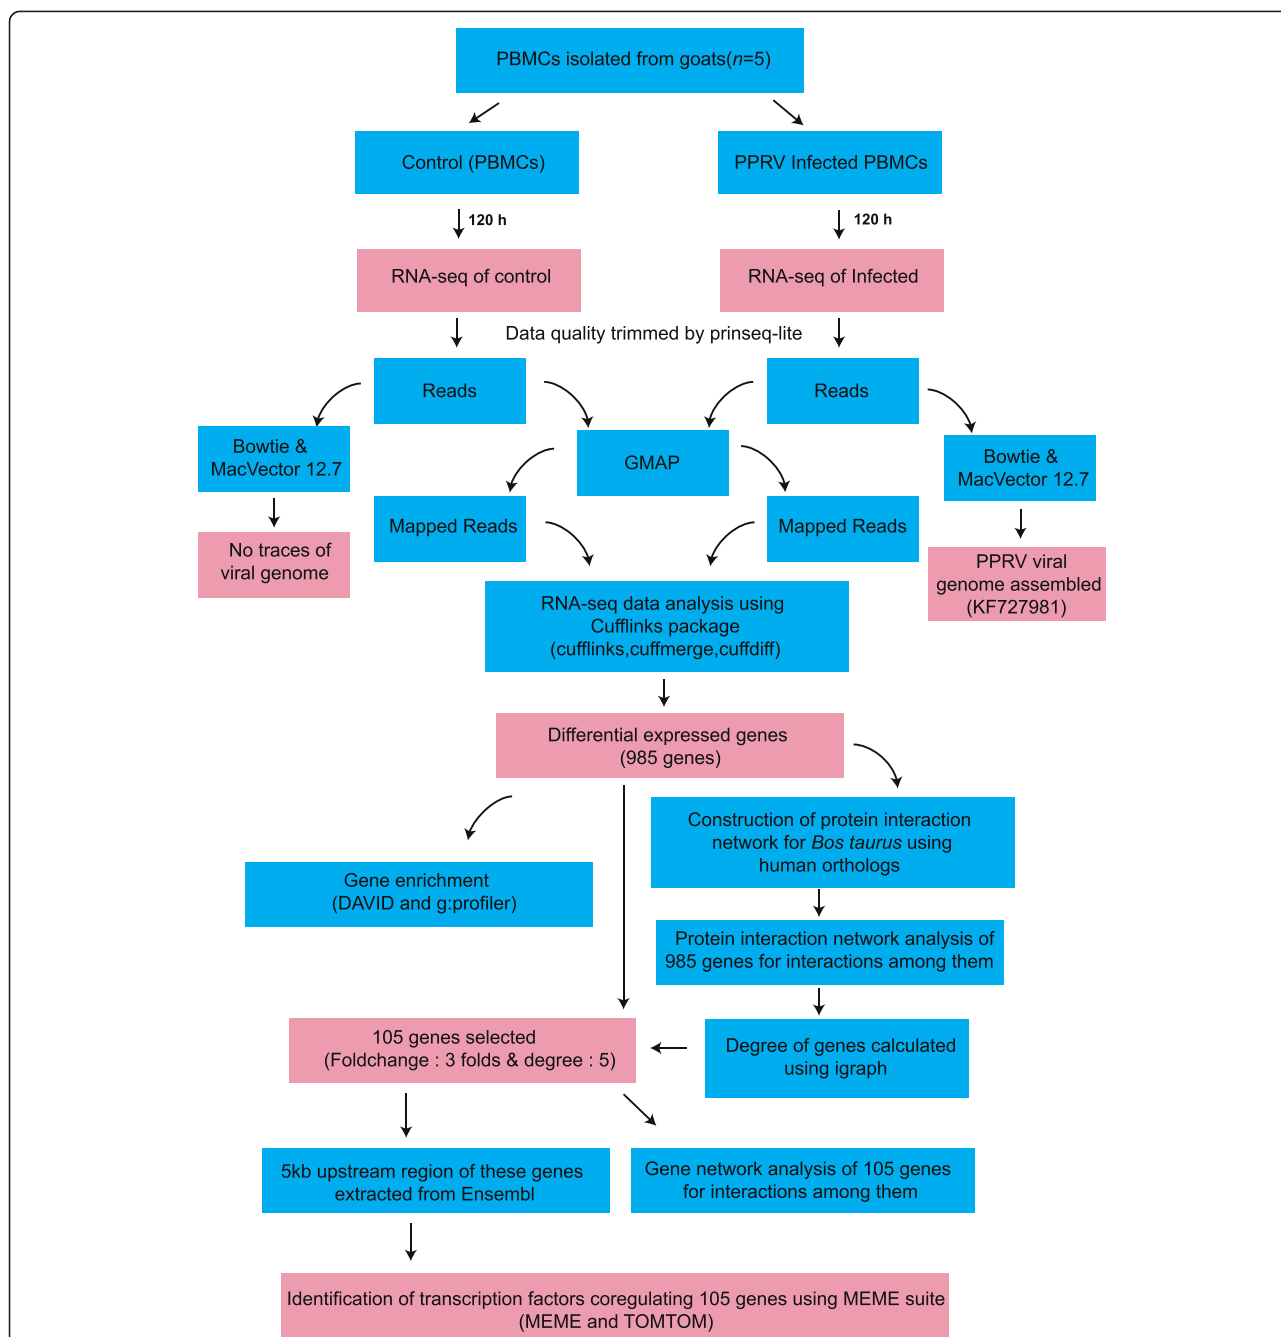 PBMCs isolated from goats(n=5)
Control (PBMCs)
PPRV Infected PBMCs
120 h
120 h
RNA-seq of control
RNA-seq of Infected
Data quality trimmed by prinseq-lite
Reads
Reads
Bowtie &
MacVector 12.7
GMAP
Bowtie &
MacVector 12.7
Mapped Reads
Mapped Reads
No traces of
viral genome
PPRV viral
genome assembled
(KF727981)
RNA-seq data analysis using
Cufflinks package
(cufflinks,cuffmerge,cuffdiff)
Differential expressed genes
(985 genes)
Construction of protein interaction
network for Bos taurus using
human orthologs
Gene enrichment
(DAVID and g:profiler)
Protein interaction network analysis of
985 genes for interactions among them
105 genes selected
(Foldchange : 3 folds & degree : 5)
Degree of genes calculated
using igraph
5kb upstream region of these genes
extracted from Ensembl
Gene network analysis of 105 genes
for interactions among them
Identification of transcription factors coregulating 105 genes using MEME suite
(MEME and TOMTOM)